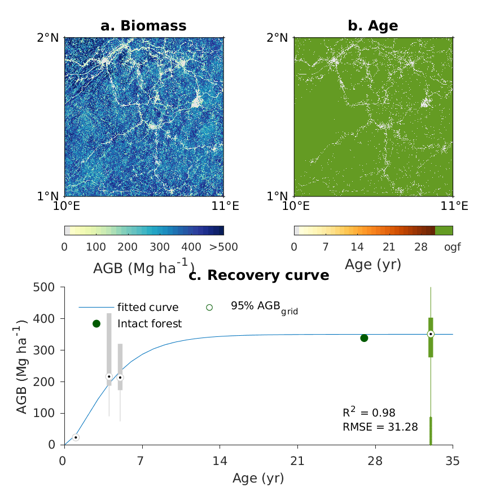 a. Biomass
b. Age
2°N
2°N
1°N
1°N
10°E 11°E
10°E 11°E
0 100 200 300 400 >500
0 7 14 21 28 ogf
AGB (Mg ha-1)
Age (yr)
c. Recovery curve
500
400
300
200
100
0
AGB (Mg ha-1)
fitted curve
95% AGBgrid
Intact forest
R2 = 0.98
RMSE = 31.28
0 7 14 21 28 35
Age (yr)